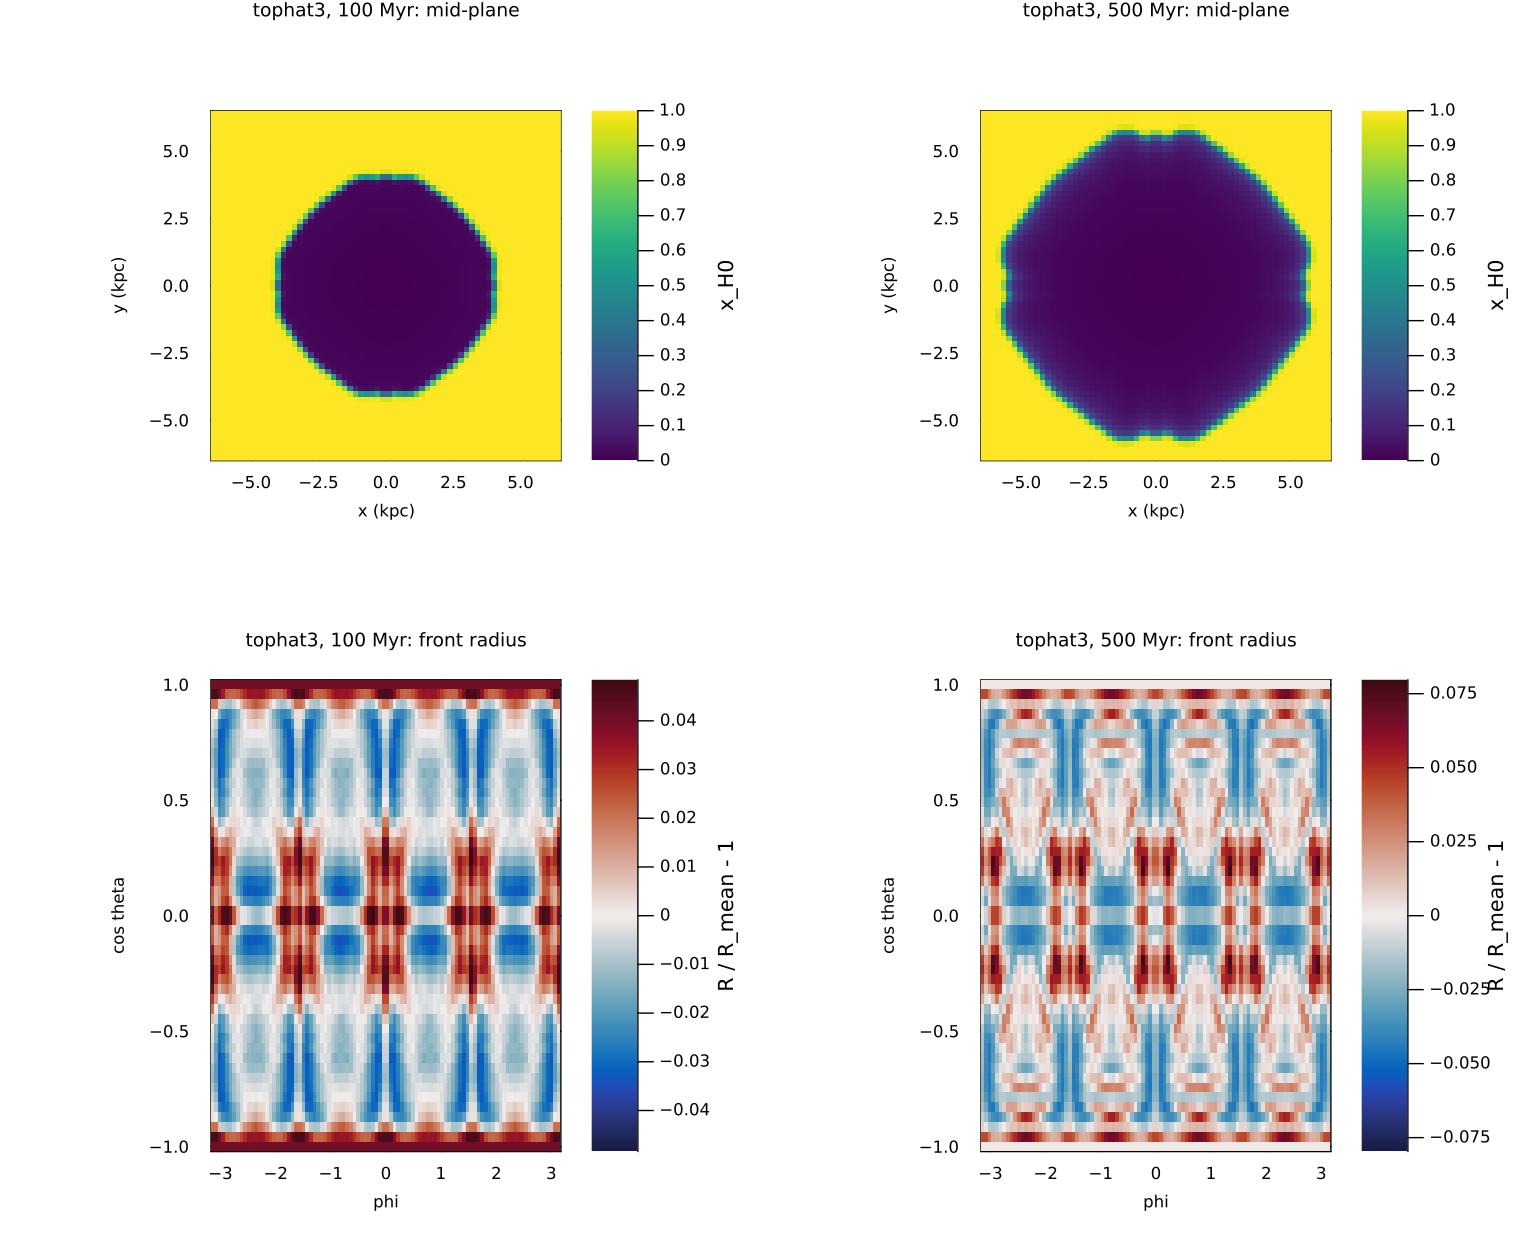 tophat3, 100 Myr: mid-plane
5.0
2.5
0.0
−2.5
−5.0
y (kpc)
−5.0 −2.5 0.0 2.5 5.0
x (kpc)
1.0
0.9
0.8
0.7
0.6
0.5
0.4
0.3
0.2
0.1
0
x_H0
tophat3, 500 Myr: mid-plane
5.0
2.5
0.0
−2.5
−5.0
y (kpc)
−5.0 −2.5 0.0 2.5 5.0
x (kpc)
1.0
0.9
0.8
0.7
0.6
0.5
0.4
0.3
0.2
0.1
0
x_H0
tophat3, 100 Myr: front radius
1.0
0.5
0.0
−0.5
−1.0
cos theta
−3 −2 −1 0 1 2 3
phi
0.04
0.03
0.02
0.01
0
−0.01
−0.02
−0.03
−0.04
R / R_mean - 1
tophat3, 500 Myr: front radius
1.0
0.5
0.0
−0.5
−1.0
cos theta
−3 −2 −1 0 1 2 3
phi
0.075
0.050
0.025
0
−0.025
−0.050
−0.075
R / R_mean - 1